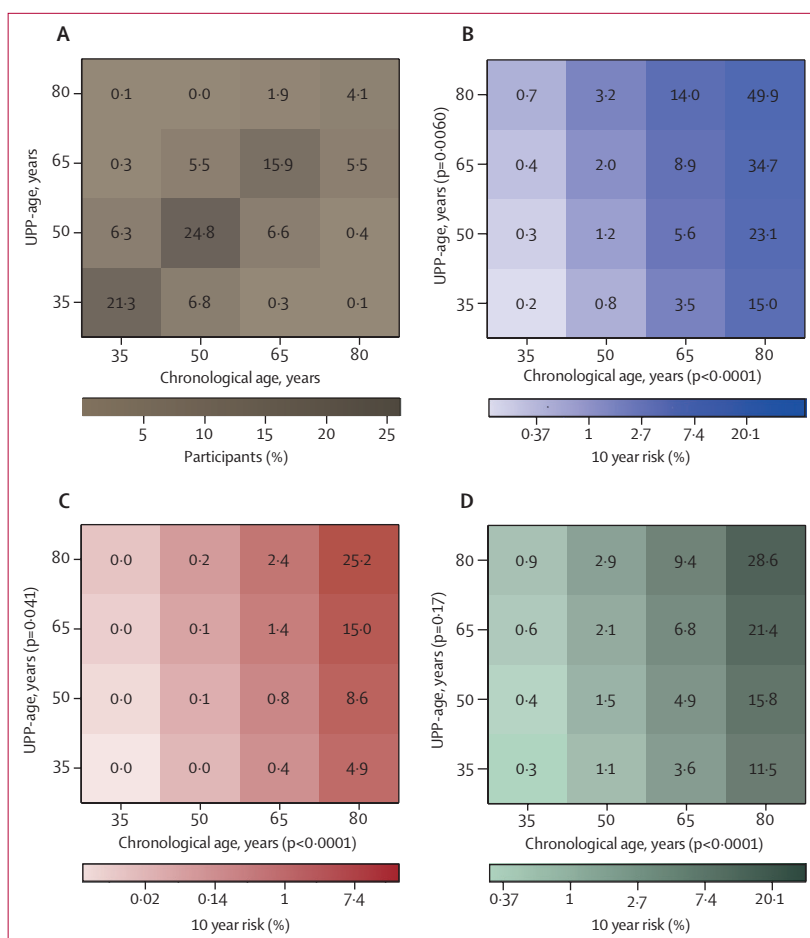 A
UPP-age, years
80 0·1 0·0 1·9 4·1
65 0·3 5·5 15·9 5·5
50 6·3 24·8 6·6 0·4
35 21·3 6·8 0·3 0·1
35 50 65 80
Chronological age, years
5 10 15 20 25
Participants (%)
B
UPP-age, years (p=0·0060)
80 0·7 3·2 14·0 49·9
65 0·4 2·0 8·9 34·7
50 0·3 1·2 5·6 23·1
35 0·2 0·8 3·5 15·0
35 50 65 80
Chronological age, years (p<0·0001)
0·37 1 2·7 7·4 20·1
10 year risk (%)
C
UPP-age, years (p=0·041)
80 0·0 0·2 2·4 25·2
65 0·0 0·1 1·4 15·0
50 0·0 0·1 0·8 8·6
35 0·0 0·0 0·4 4·9
35 50 65 80
Chronological age, years (p<0·0001)
0·02 0·14 1 7·4
10 year risk (%)
D
UPP-age, years (p=0·17)
80 0·9 2·9 9·4 28·6
65 0·6 2·1 6·8 21·4
50 0·4 1·5 4·9 15·8
35 0·3 1·1 3·6 11·5
35 50 65 80
Chronological age, years (p<0·0001)
0·37 1 2·7 7·4 20·1
10 year risk (%)